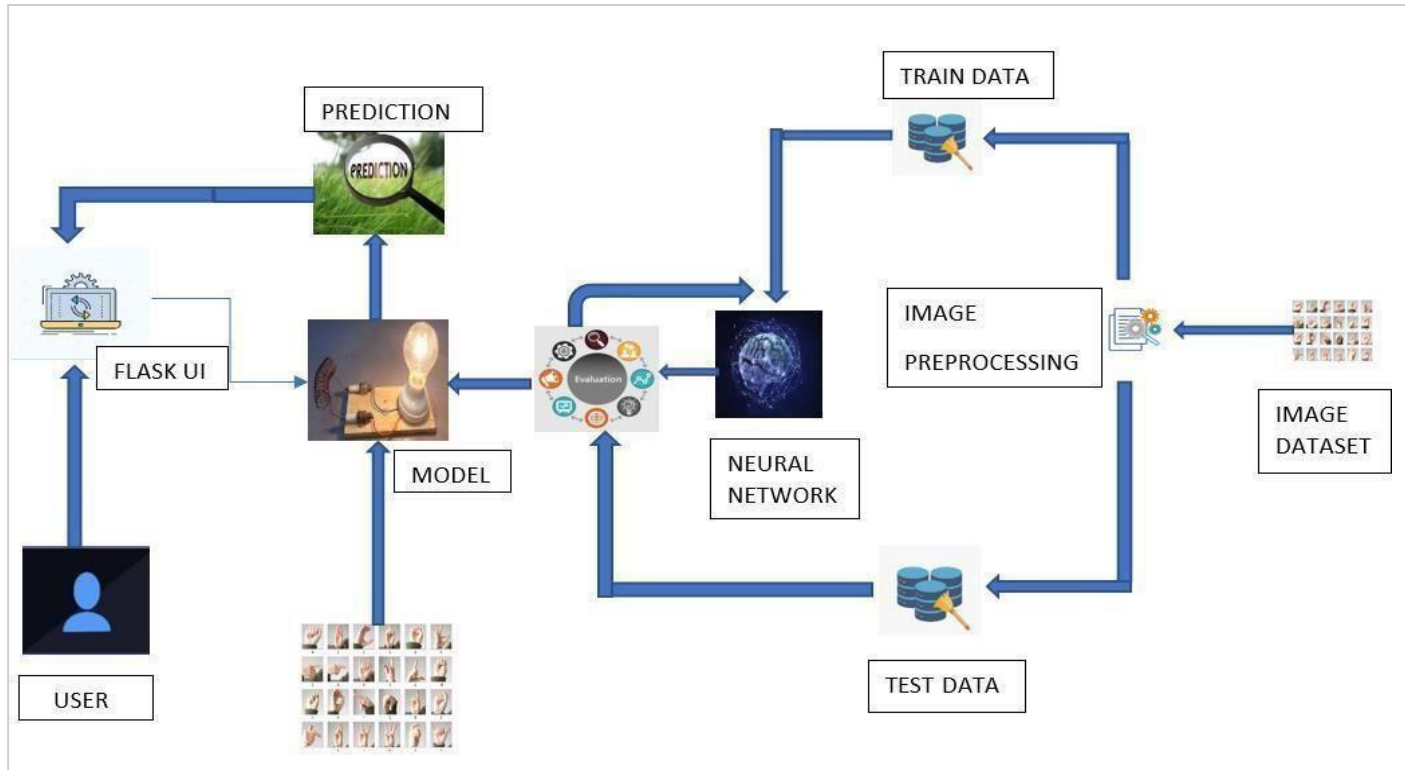 TRAIN DATA
PREDICTION
PREDICTION
IMAGE
PREPROCESSING
FLASK UI
Evaluation
MODEL
NEURAL
NETWORK
IMAGE
DATASET
USER
TEST DATA